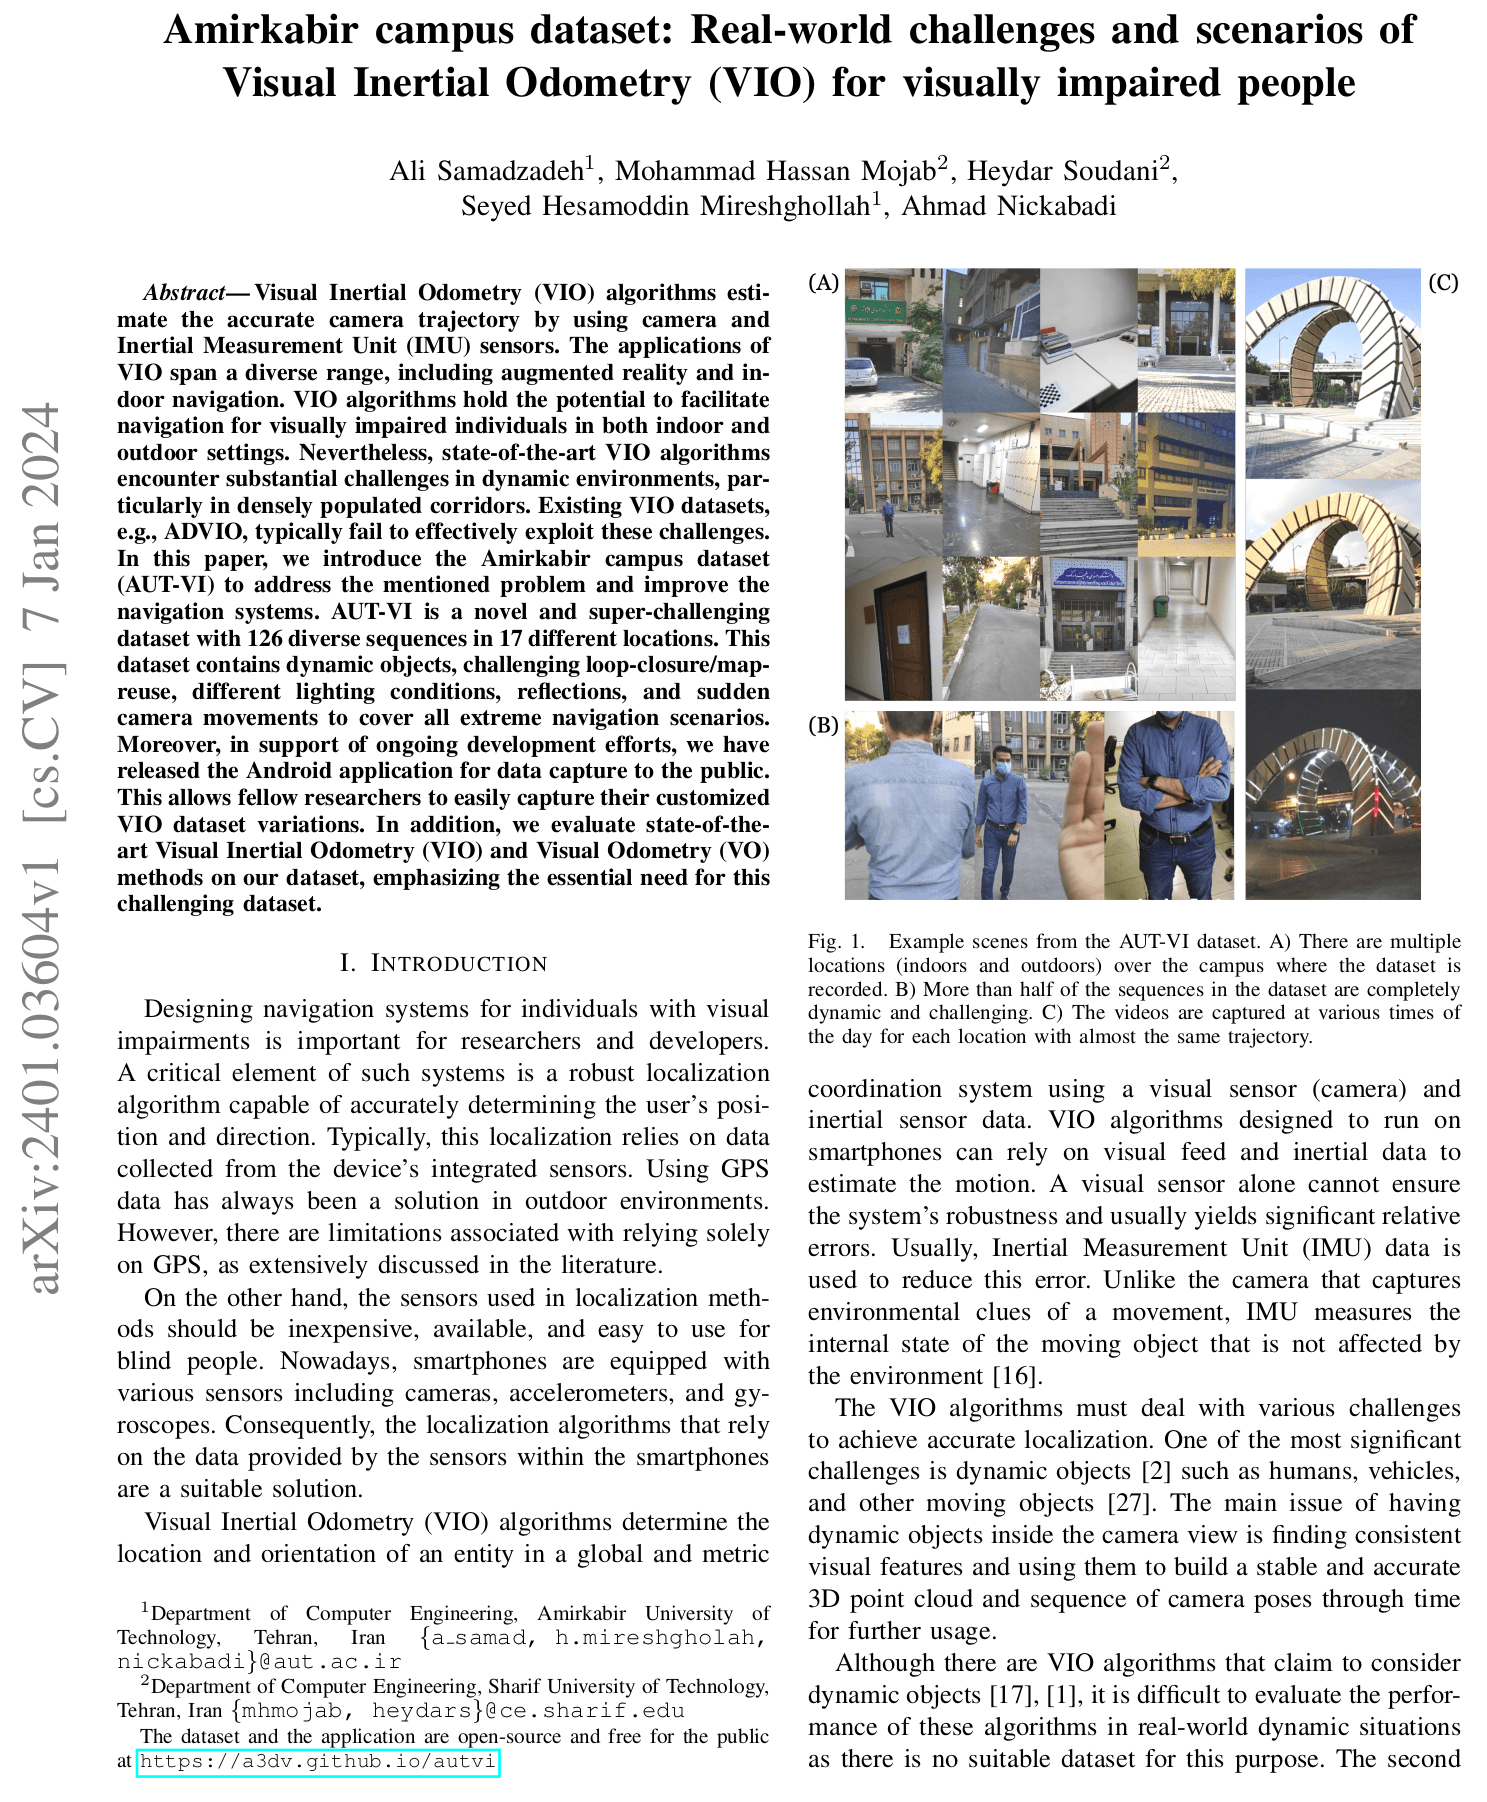 Amirkabir campus dataset: Real-world challenges and scenarios of
Visual Inertial Odometry (VIO) for visually impaired people
Ali Samadzadeh1, Mohammad Hassan Mojab2, Heydar Soudani2,
Seyed Hesamoddin Mireshghollah1, Ahmad Nickabadi
arXiv:2401.03604v1 [cs.CV] 7 Jan 2024
Abstract— Visual Inertial Odometry (VIO) algorithms esti-
mate the accurate camera trajectory by using camera and
Inertial Measurement Unit (IMU) sensors. The applications of
VIO span a diverse range, including augmented reality and in-
door navigation. VIO algorithms hold the potential to facilitate
navigation for visually impaired individuals in both indoor and
outdoor settings. Nevertheless, state-of-the-art VIO algorithms
encounter substantial challenges in dynamic environments, par-
ticularly in densely populated corridors. Existing VIO datasets,
e.g., ADVIO, typically fail to effectively exploit these challenges.
In this paper, we introduce the Amirkabir campus dataset
(AUT-VI) to address the mentioned problem and improve the
navigation systems. AUT-VI is a novel and super-challenging
dataset with 126 diverse sequences in 17 different locations. This
dataset contains dynamic objects, challenging loop-closure/map-
reuse, different lighting conditions, reflections, and sudden
camera movements to cover all extreme navigation scenarios.
Moreover, in support of ongoing development efforts, we have
released the Android application for data capture to the public.
This allows fellow researchers to easily capture their customized
VIO dataset variations. In addition, we evaluate state-of-the-
art Visual Inertial Odometry (VIO) and Visual Odometry (VO)
methods on our dataset, emphasizing the essential need for this
challenging dataset.
I. INTRODUCTION
Designing navigation systems for individuals with visual
impairments is important for researchers and developers.
A critical element of such systems is a robust localization
algorithm capable of accurately determining the user's posi-
tion and direction. Typically, this localization relies on data
collected from the device's integrated sensors. Using GPS
data has always been a solution in outdoor environments.
However, there are limitations associated with relying solely
on GPS, as extensively discussed in the literature.
On the other hand, the sensors used in localization meth-
ods should be inexpensive, available, and easy to use for
blind people. Nowadays, smartphones are equipped with
various sensors including cameras, accelerometers, and gy-
roscopes. Consequently, the localization algorithms that rely
on the data provided by the sensors within the smartphones
are a suitable solution.
Visual Inertial Odometry (VIO) algorithms determine the
location and orientation of an entity in a global and metric
1Department of Computer Engineering, Amirkabir University of
Technology, Tehran, Iran {a_samad, h.mireshgholah,
nickabadi}@aut.ac.ir
2Department of Computer Engineering, Sharif University of Technology,
Tehran, Iran {mhmojab, heydars}@ce.sharif.edu
The dataset and the application are open-source and free for the public
at https://a3dv.github.io/autvi
(A)
(C)
(B)
Fig. 1. Example scenes from the AUT-VI dataset. A) There are multiple
locations (indoors and outdoors) over the campus where the dataset is
recorded. B) More than half of the sequences in the dataset are completely
dynamic and challenging. C) The videos are captured at various times of
the day for each location with almost the same trajectory.
coordination system using a visual sensor (camera) and
inertial sensor data. VIO algorithms designed to run on
smartphones can rely on visual feed and inertial data to
estimate the motion. A visual sensor alone cannot ensure
the system's robustness and usually yields significant relative
errors. Usually, Inertial Measurement Unit (IMU) data is
used to reduce this error. Unlike the camera that captures
environmental clues of a movement, IMU measures the
internal state of the moving object that is not affected by
the environment [16].
The VIO algorithms must deal with various challenges
to achieve accurate localization. One of the most significant
challenges is dynamic objects [2] such as humans, vehicles,
and other moving objects [27]. The main issue of having
dynamic objects inside the camera view is finding consistent
visual features and using them to build a stable and accurate
3D point cloud and sequence of camera poses through time
for further usage.
Although there are VIO algorithms that claim to consider
dynamic objects [17], [1], it is difficult to evaluate the perfor-
mance of these algorithms in real-world dynamic situations
as there is no suitable dataset for this purpose. The second